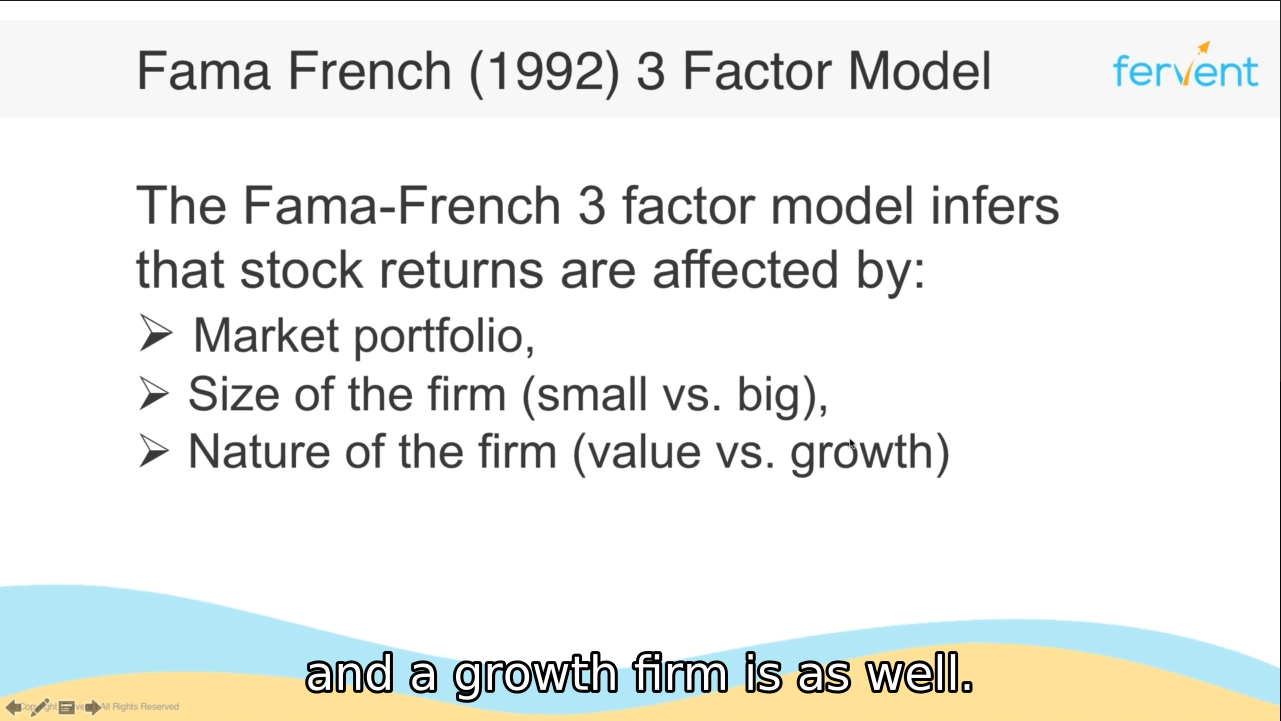 Fama French (1992) 3 Factor Model
fervent
The Fama-French 3 factor model infers
that stock returns are affected by:
➢ Market portfolio,
➢ Size of the firm (small vs. big),
➢ Nature of the firm (value vs. growth)
and a growth firm is as well.
All Rights Reserved